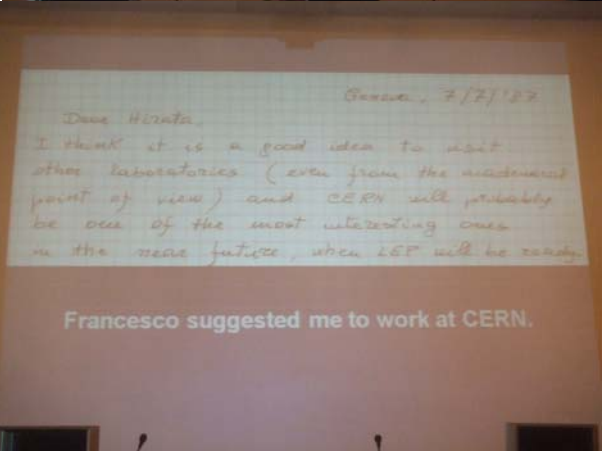 Geneva, 7/7/'87
Dear Hirata,
I think it is a good idea to visit
other laboratories (even from the
point of view) and CERN will probably
be one of the most interesting ones
in the near future, when LEP will be ready.
Francesco suggested me to work at CERN.